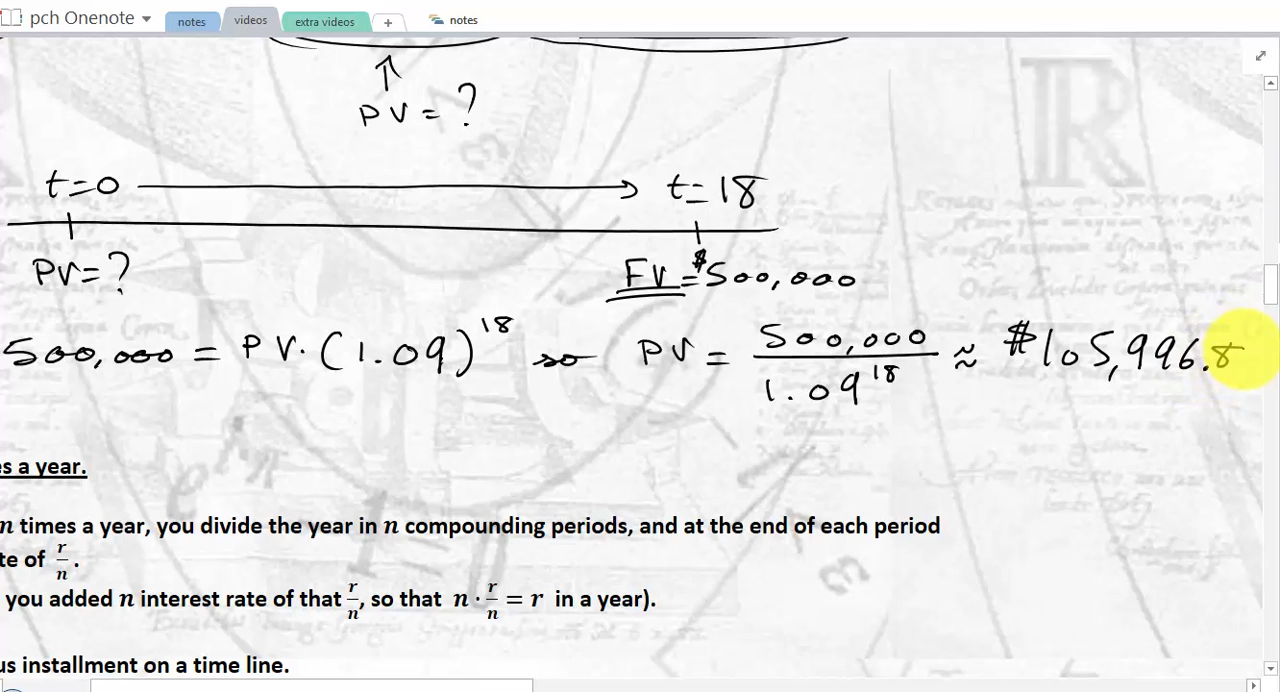 pch Onenote
notes videos extra videos + notes
PV = ?
t=0 → t=18
PV=? FV=$500,000
500,000 = PV·(1.09)^18 so PV = 500,000/1.09^18 ≈ $105,996.8
s a year.
n times a year, you divide the year in n compounding periods, and at the end of each period
te of r/n.
you added n interest rate of that r/n, so that n·r/n = r in a year).
us installment on a time line.